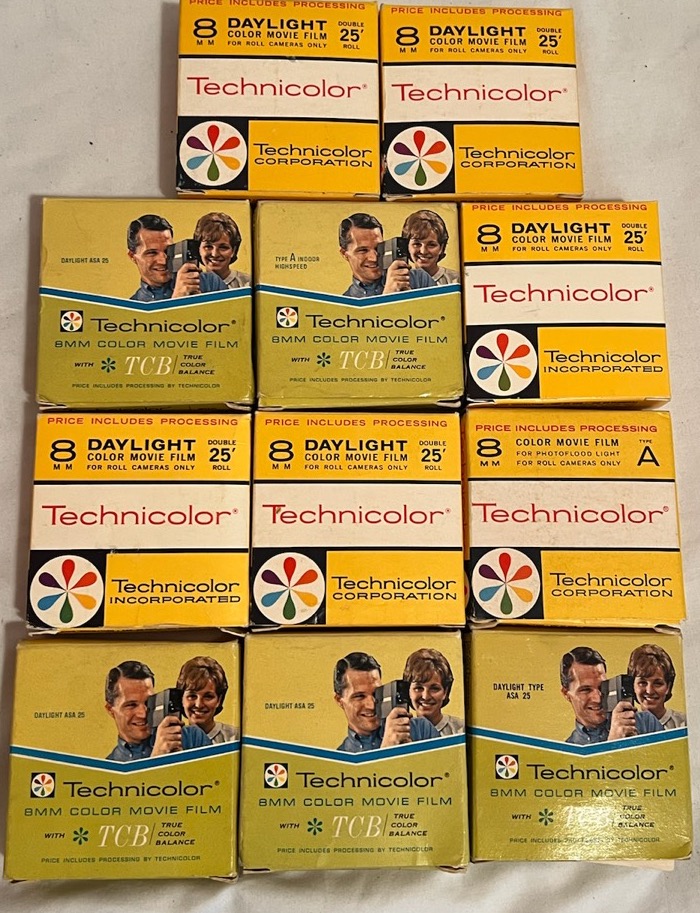 PRICE INCLUDES PROCESSING
8 MM
DAYLIGHT
COLOR MOVIE FILM
FOR ROLL CAMERAS ONLY
DOUBLE
25'
ROLL
Technicolor®
Technicolor
CORPORATION
PRICE INCLUDES PROCESSING
8 MM
DAYLIGHT
COLOR MOVIE FILM
FOR ROLL CAMERAS ONLY
DOUBLE
25'
ROLL
Technicolor®
Technicolor
CORPORATION
DAYLIGHT ASA 25
Technicolor®
8MM COLOR MOVIE FILM
WITH * TCB
TRUE
COLOR
BALANCE
PRICE INCLUDES PROCESSING BY TECHNICOLOR
TYPE A INDOOR
HIGHSPEED
Technicolor®
8MM COLOR MOVIE FILM
WITH * TCB
TRUE
COLOR
BALANCE
PRICE INCLUDES PROCESSING BY TECHNICOLOR
PRICE INCLUDES PROCESSING
8 MM
DAYLIGHT
COLOR MOVIE FILM
FOR ROLL CAMERAS ONLY
DOUBLE
25'
ROLL
Technicolor®
Technicolor
INCORPORATED
PRICE INCLUDES PROCESSING
8 MM
DAYLIGHT
COLOR MOVIE FILM
FOR ROLL CAMERAS ONLY
DOUBLE
25'
ROLL
Technicolor®
Technicolor
INCORPORATED
PRICE INCLUDES PROCESSING
8 MM
DAYLIGHT
COLOR MOVIE FILM
FOR ROLL CAMERAS ONLY
DOUBLE
25'
ROLL
Technicolor®
Technicolor
CORPORATION
PRICE INCLUDES PROCESSING
8 MM
COLOR MOVIE FILM
FOR PHOTOFLOOD LIGHT
FOR ROLL CAMERAS ONLY
TYPE
A
Technicolor®
Technicolor
CORPORATION
DAYLIGHT ASA 25
Technicolor®
8MM COLOR MOVIE FILM
WITH * TCB
TRUE
COLOR
BALANCE
PRICE INCLUDES PROCESSING BY TECHNICOLOR
DAYLIGHT ASA 25
Technicolor®
8MM COLOR MOVIE FILM
WITH * TCB
TRUE
COLOR
BALANCE
PRICE INCLUDES PROCESSING BY TECHNICOLOR
DAYLIGHT TYPE
ASA 25
Technicolor®
8MM COLOR MOVIE FILM
WITH * TCB
TRUE
COLOR
BALANCE
PRICE INCLUDES PROCESSING BY TECHNICOLOR